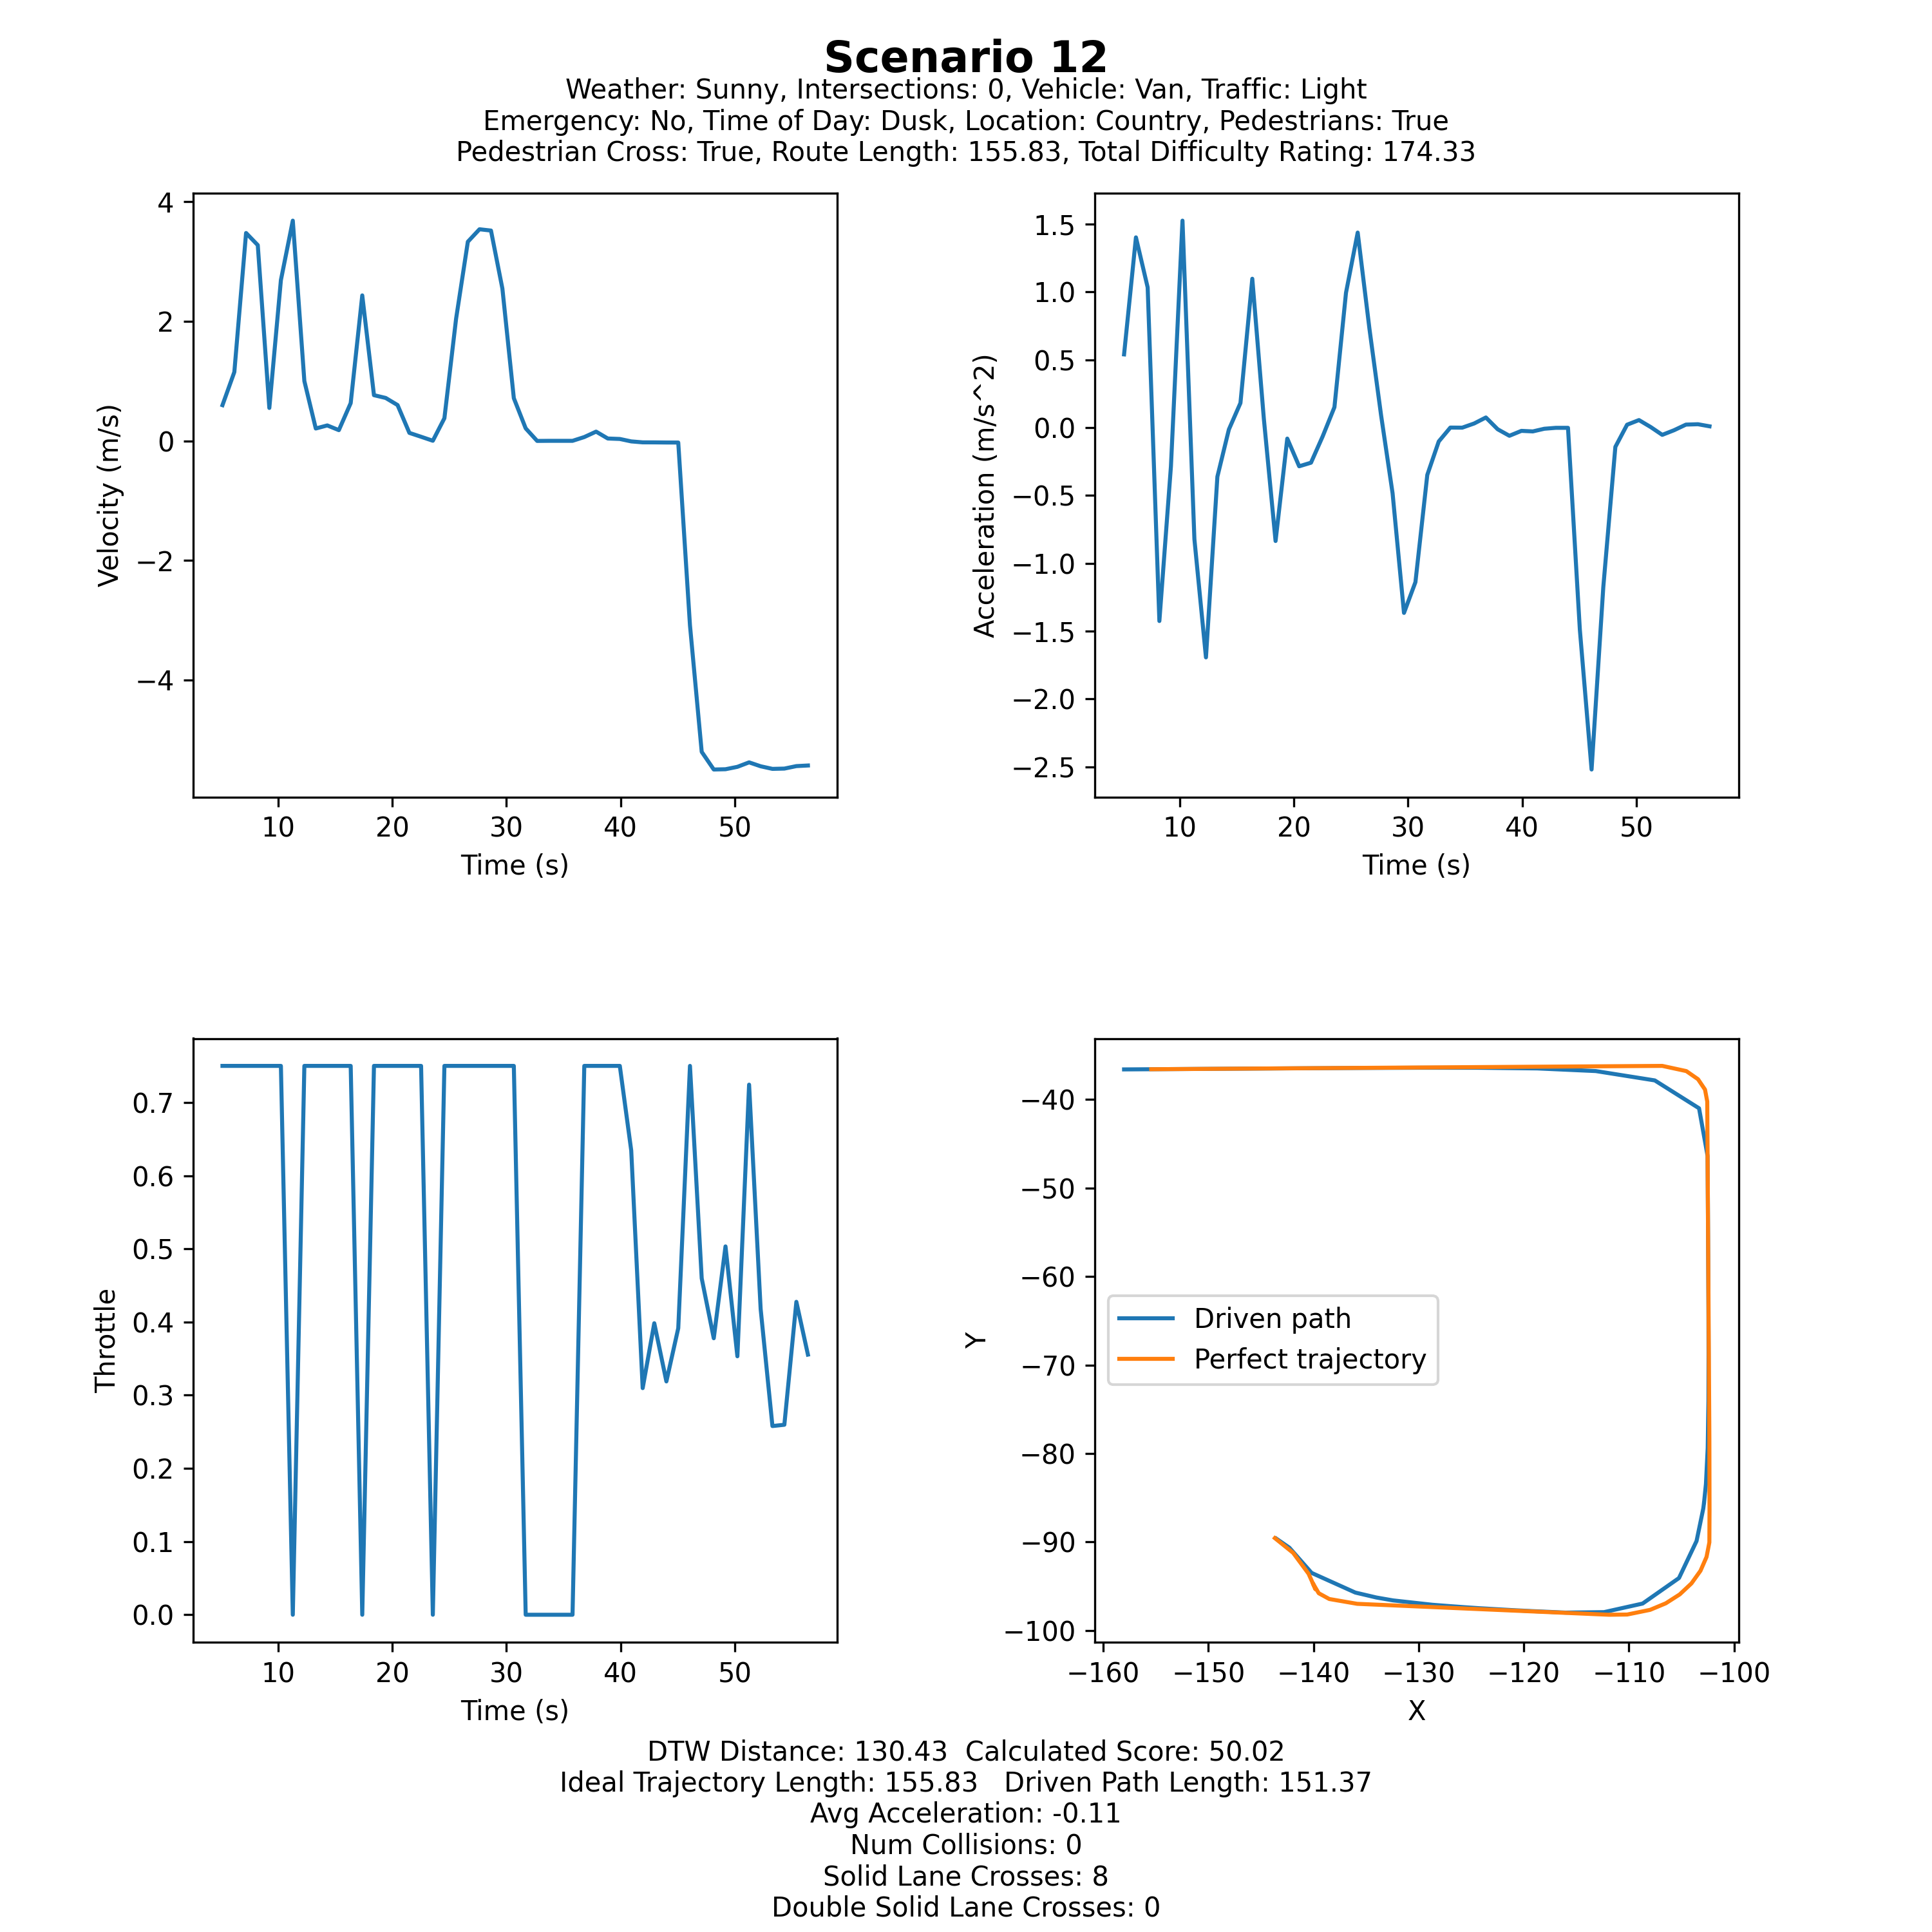 Scenario 12
Weather: Sunny, Intersections: 0, Vehicle: Van, Traffic: Light
Emergency: No, Time of Day: Dusk, Location: Country, Pedestrians: True
Pedestrian Cross: True, Route Length: 155.83, Total Difficulty Rating: 174.33
4
2
0
−2
−4
Velocity (m/s)
10 20 30 40 50
Time (s)
1.5
1.0
0.5
0.0
−0.5
−1.0
−1.5
−2.0
−2.5
Acceleration (m/s^2)
10 20 30 40 50
Time (s)
0.7
0.6
0.5
0.4
0.3
0.2
0.1
0.0
Throttle
10 20 30 40 50
Time (s)
−40
−50
−60
−70
−80
−90
−100
Y
Driven path
Perfect trajectory
−160 −150 −140 −130 −120 −110 −100
X
DTW Distance: 130.43 Calculated Score: 50.02
Ideal Trajectory Length: 155.83 Driven Path Length: 151.37
Avg Acceleration: -0.11
Num Collisions: 0
Solid Lane Crosses: 8
Double Solid Lane Crosses: 0